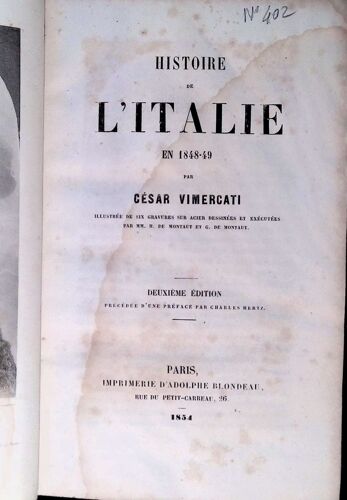 N° 402
HISTOIRE
DE
L'ITALIE
EN 1848-49
PAR
CÉSAR VIMERCATI
ILLUSTRÉE DE SIX GRAVURES SUR ACIER DESSINÉES ET EXÉCUTÉES
PAR MM. H. DE MONTAUT ET G. DE MONTAUT.
DEUXIÈME ÉDITION
PRÉCÉDÉE D'UNE PRÉFACE PAR CHARLES MERTZ.
PARIS,
IMPRIMERIE D'ADOLPHE BLONDEAU,
RUE DU PETIT-CARREAU, 26
1854